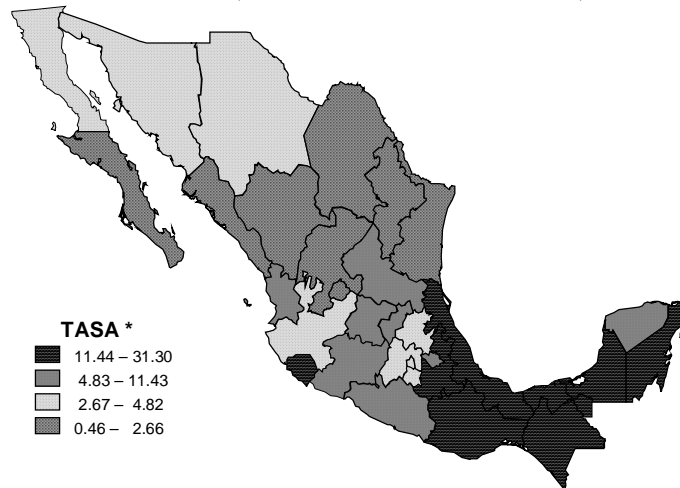 TASA *
11.44 – 31.30
4.83 – 11.43
2.67 – 4.82
0.46 – 2.66